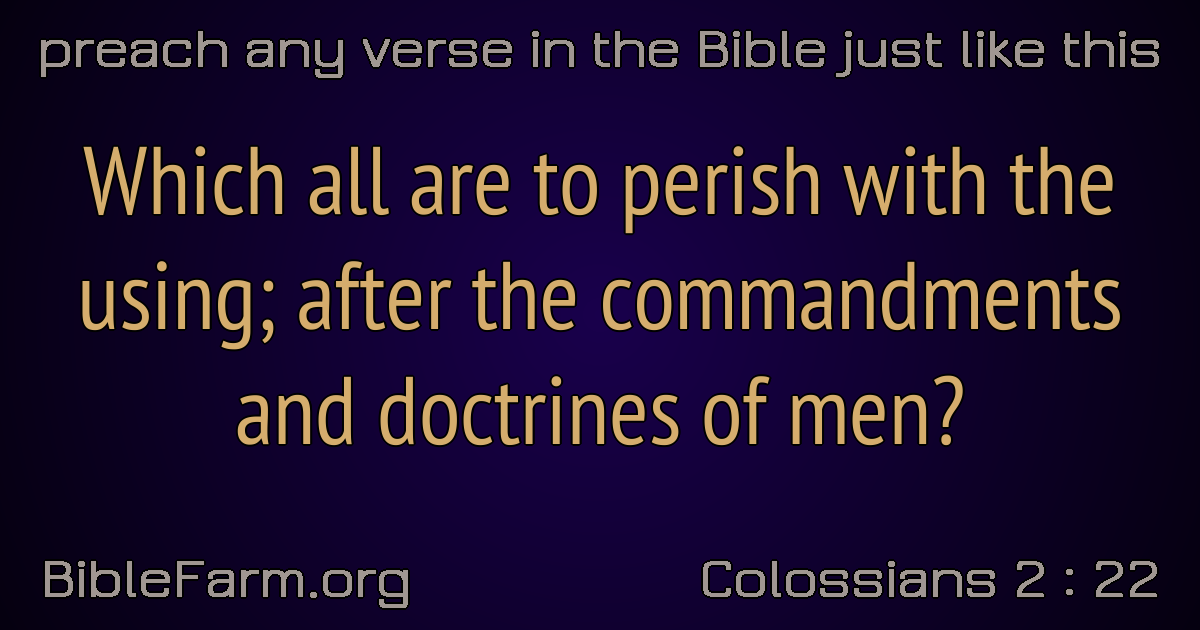 preach any verse in the Bible just like this
Which all are to perish with the
using; after the commandments
and doctrines of men?
BibleFarm.org
Colossians 2 : 22